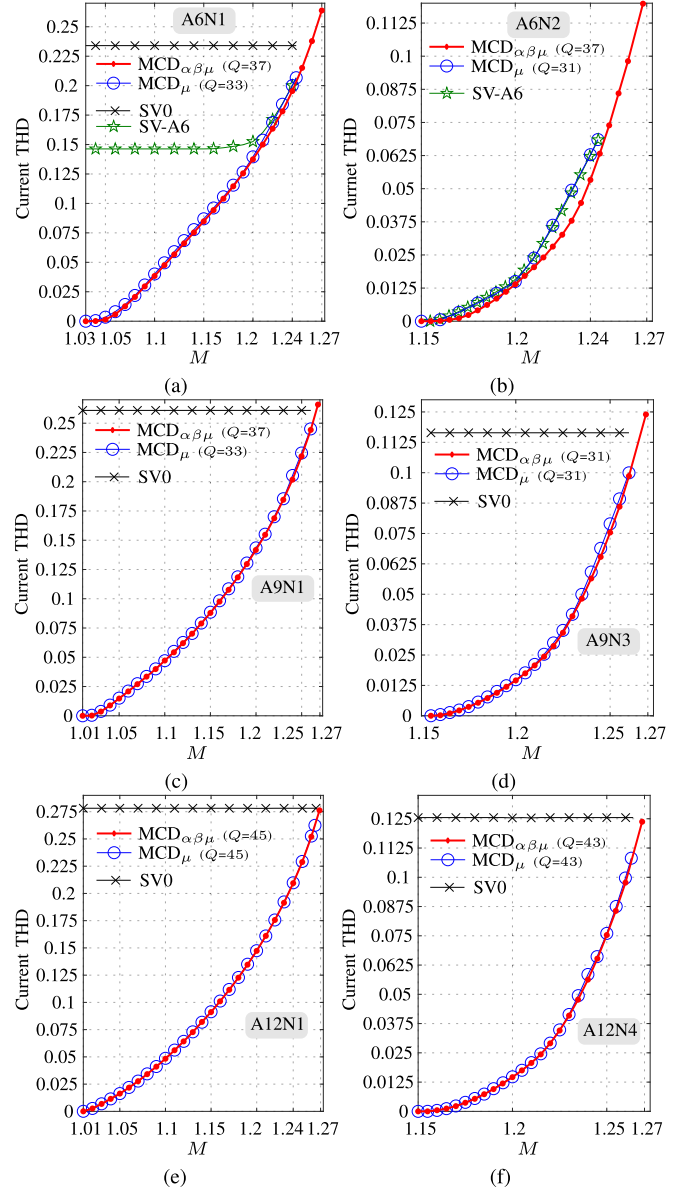 A6N1
MCDαβμ (Q=37)
MCDμ (Q=33)
SV0
SV-A6
Current THD
0.25
0.225
0.2
0.175
0.15
0.125
0.1
0.075
0.05
0.025
0
1.03 1.05 1.1 1.15 1.2 1.24 1.27
M
(a)
A6N2
MCDαβμ (Q=37)
MCDμ (Q=31)
SV-A6
Currnet THD
0.1125
0.1
0.0875
0.075
0.0625
0.05
0.0375
0.025
0.0125
0
1.15 1.2 1.24 1.27
M
(b)
MCDαβμ (Q=37)
MCDμ (Q=33)
SV0
A9N1
Current THD
0.25
0.225
0.2
0.175
0.15
0.125
0.1
0.075
0.05
0.025
0
1.01 1.05 1.1 1.15 1.2 1.25 1.27
M
(c)
MCDαβμ (Q=31)
MCDμ (Q=31)
SV0
A9N3
Current THD
0.125
0.1125
0.1
0.0875
0.075
0.0625
0.05
0.0375
0.025
0.0125
0
1.15 1.2 1.25 1.27
M
(d)
MCDαβμ (Q=45)
MCDμ (Q=45)
SV0
A12N1
Current THD
0.275
0.25
0.225
0.2
0.175
0.15
0.125
0.1
0.075
0.05
0.025
0
1.01 1.05 1.1 1.15 1.2 1.24 1.27
M
(e)
MCDαβμ (Q=43)
MCDμ (Q=43)
SV0
A12N4
Current THD
0.125
0.1125
0.1
0.0875
0.075
0.0625
0.05
0.0375
0.025
0.0125
0
1.15 1.2 1.25 1.27
M
(f)